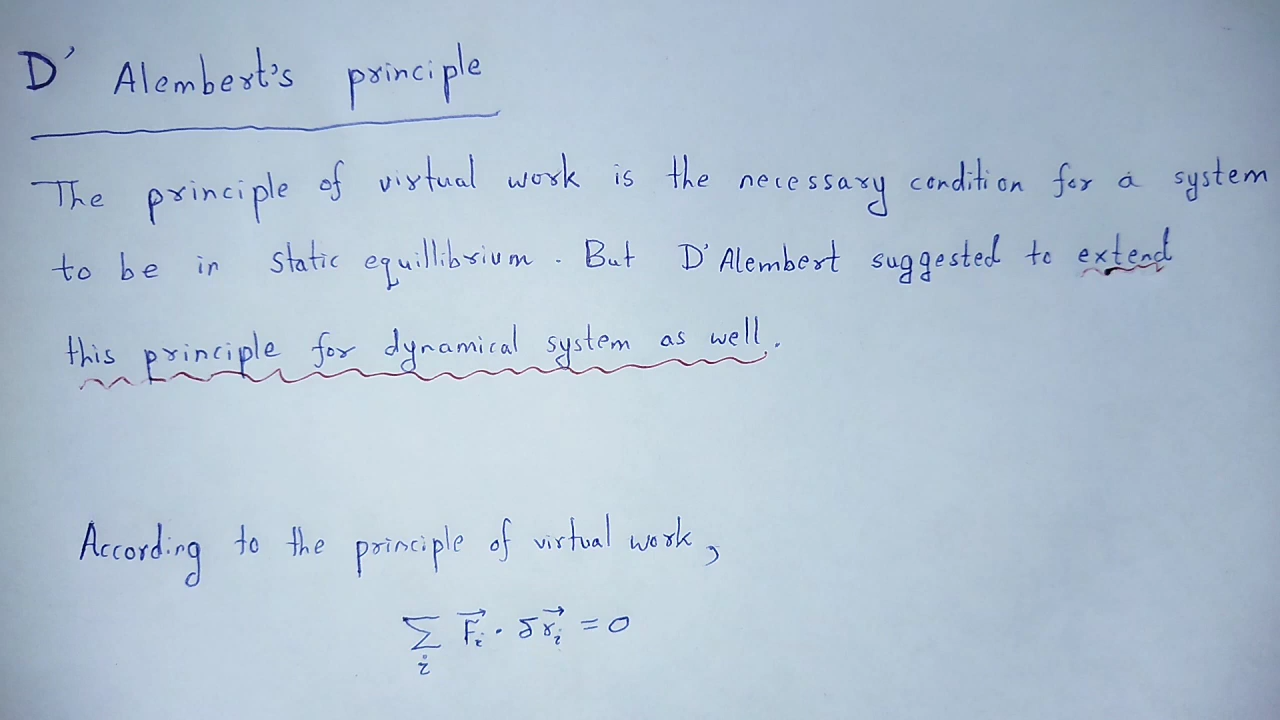 D' Alembert's principle
The principle of virtual work is the necessary condition for a system
to be in static equillibrium. But D'Alembert suggested to extend
this principle for dynamical system as well.
According to the principle of virtual work,
∑ᵢ F⃗ᵢ · δr⃗ᵢ = 0